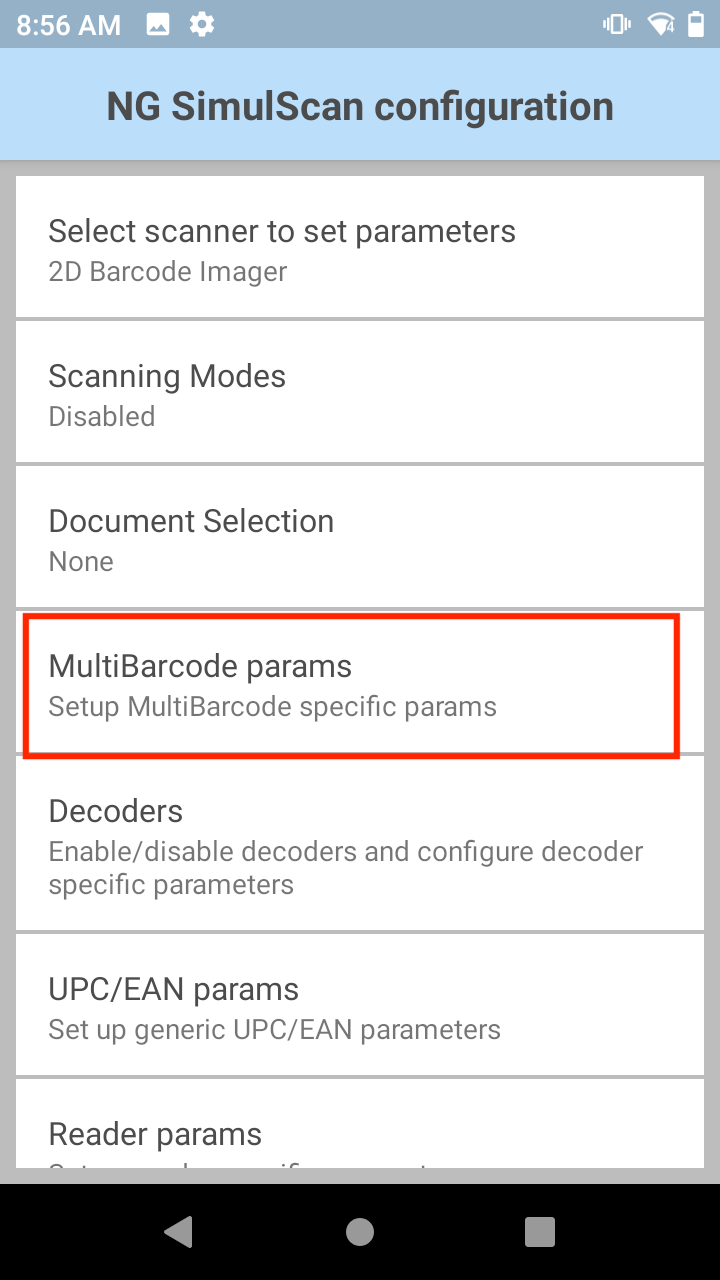 8:56 AM
4
NG SimulScan configuration
Select scanner to set parameters
2D Barcode Imager
Scanning Modes
Disabled
Document Selection
None
MultiBarcode params
Setup MultiBarcode specific params
Decoders
Enable/disable decoders and configure decoder
specific parameters
UPC/EAN params
Set up generic UPC/EAN parameters
Reader params